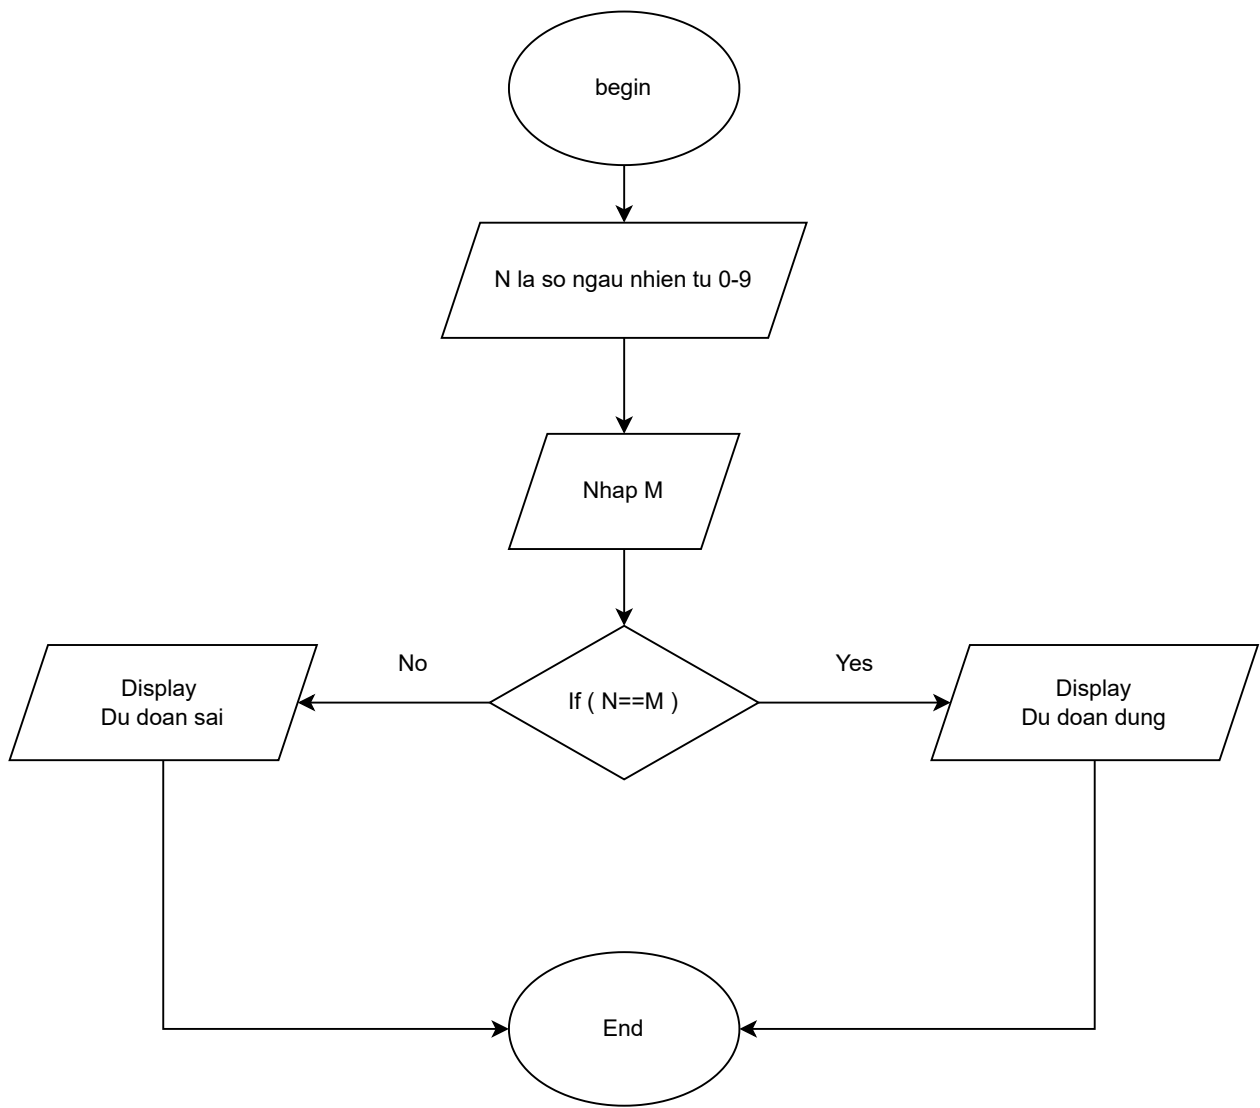 begin
N la so ngau nhien tu 0-9
Nhap M
No
Yes
Display
Du doan sai
If ( N==M )
Display
Du doan dung
End